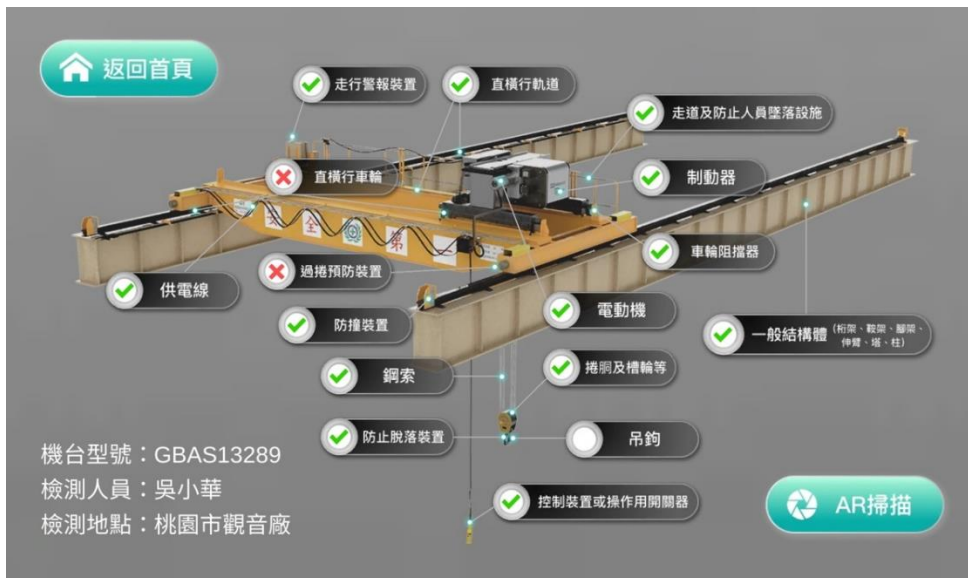 返回首頁
走行警報裝置
直橫行軌道
走道及防止人員墜落設施
直橫行車輪
制動器
安全第一
過捲預防裝置
車輪阻擋器
供電線
防撞裝置
電動機
一般結構體(桁架、鞍架、腳架、
伸臂、塔、柱)
鋼索
捲胴及槽輪等
防止脫落裝置
吊鉤
機台型號：GBAS13289
檢測人員：吳小華
檢測地點：桃園市觀音廠
控制裝置或操作用開關器
AR掃描